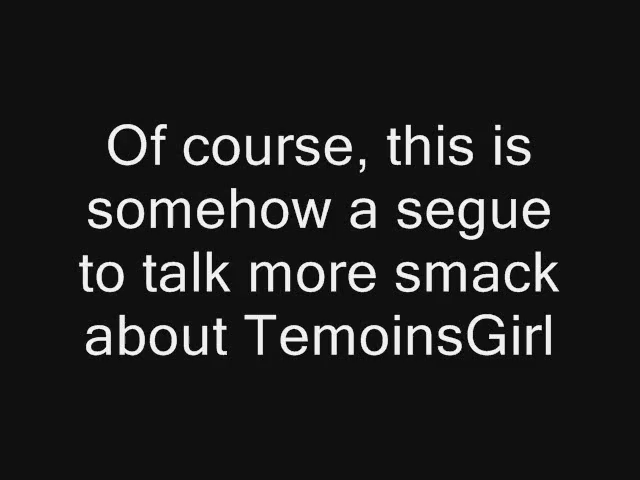 Of course, this is
somehow a segue
to talk more smack
about TemoinsGirl